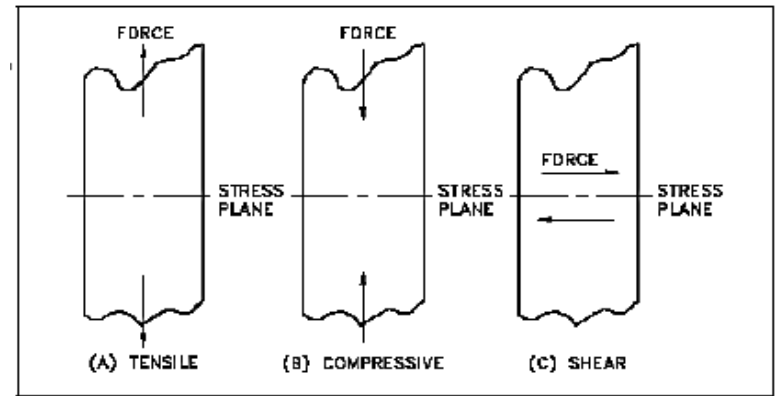 FORCE
FORCE
FORCE
STRESS
PLANE
STRESS
PLANE
STRESS
PLANE
(A) TENSILE
(B) COMPRESSIVE
(C) SHEAR